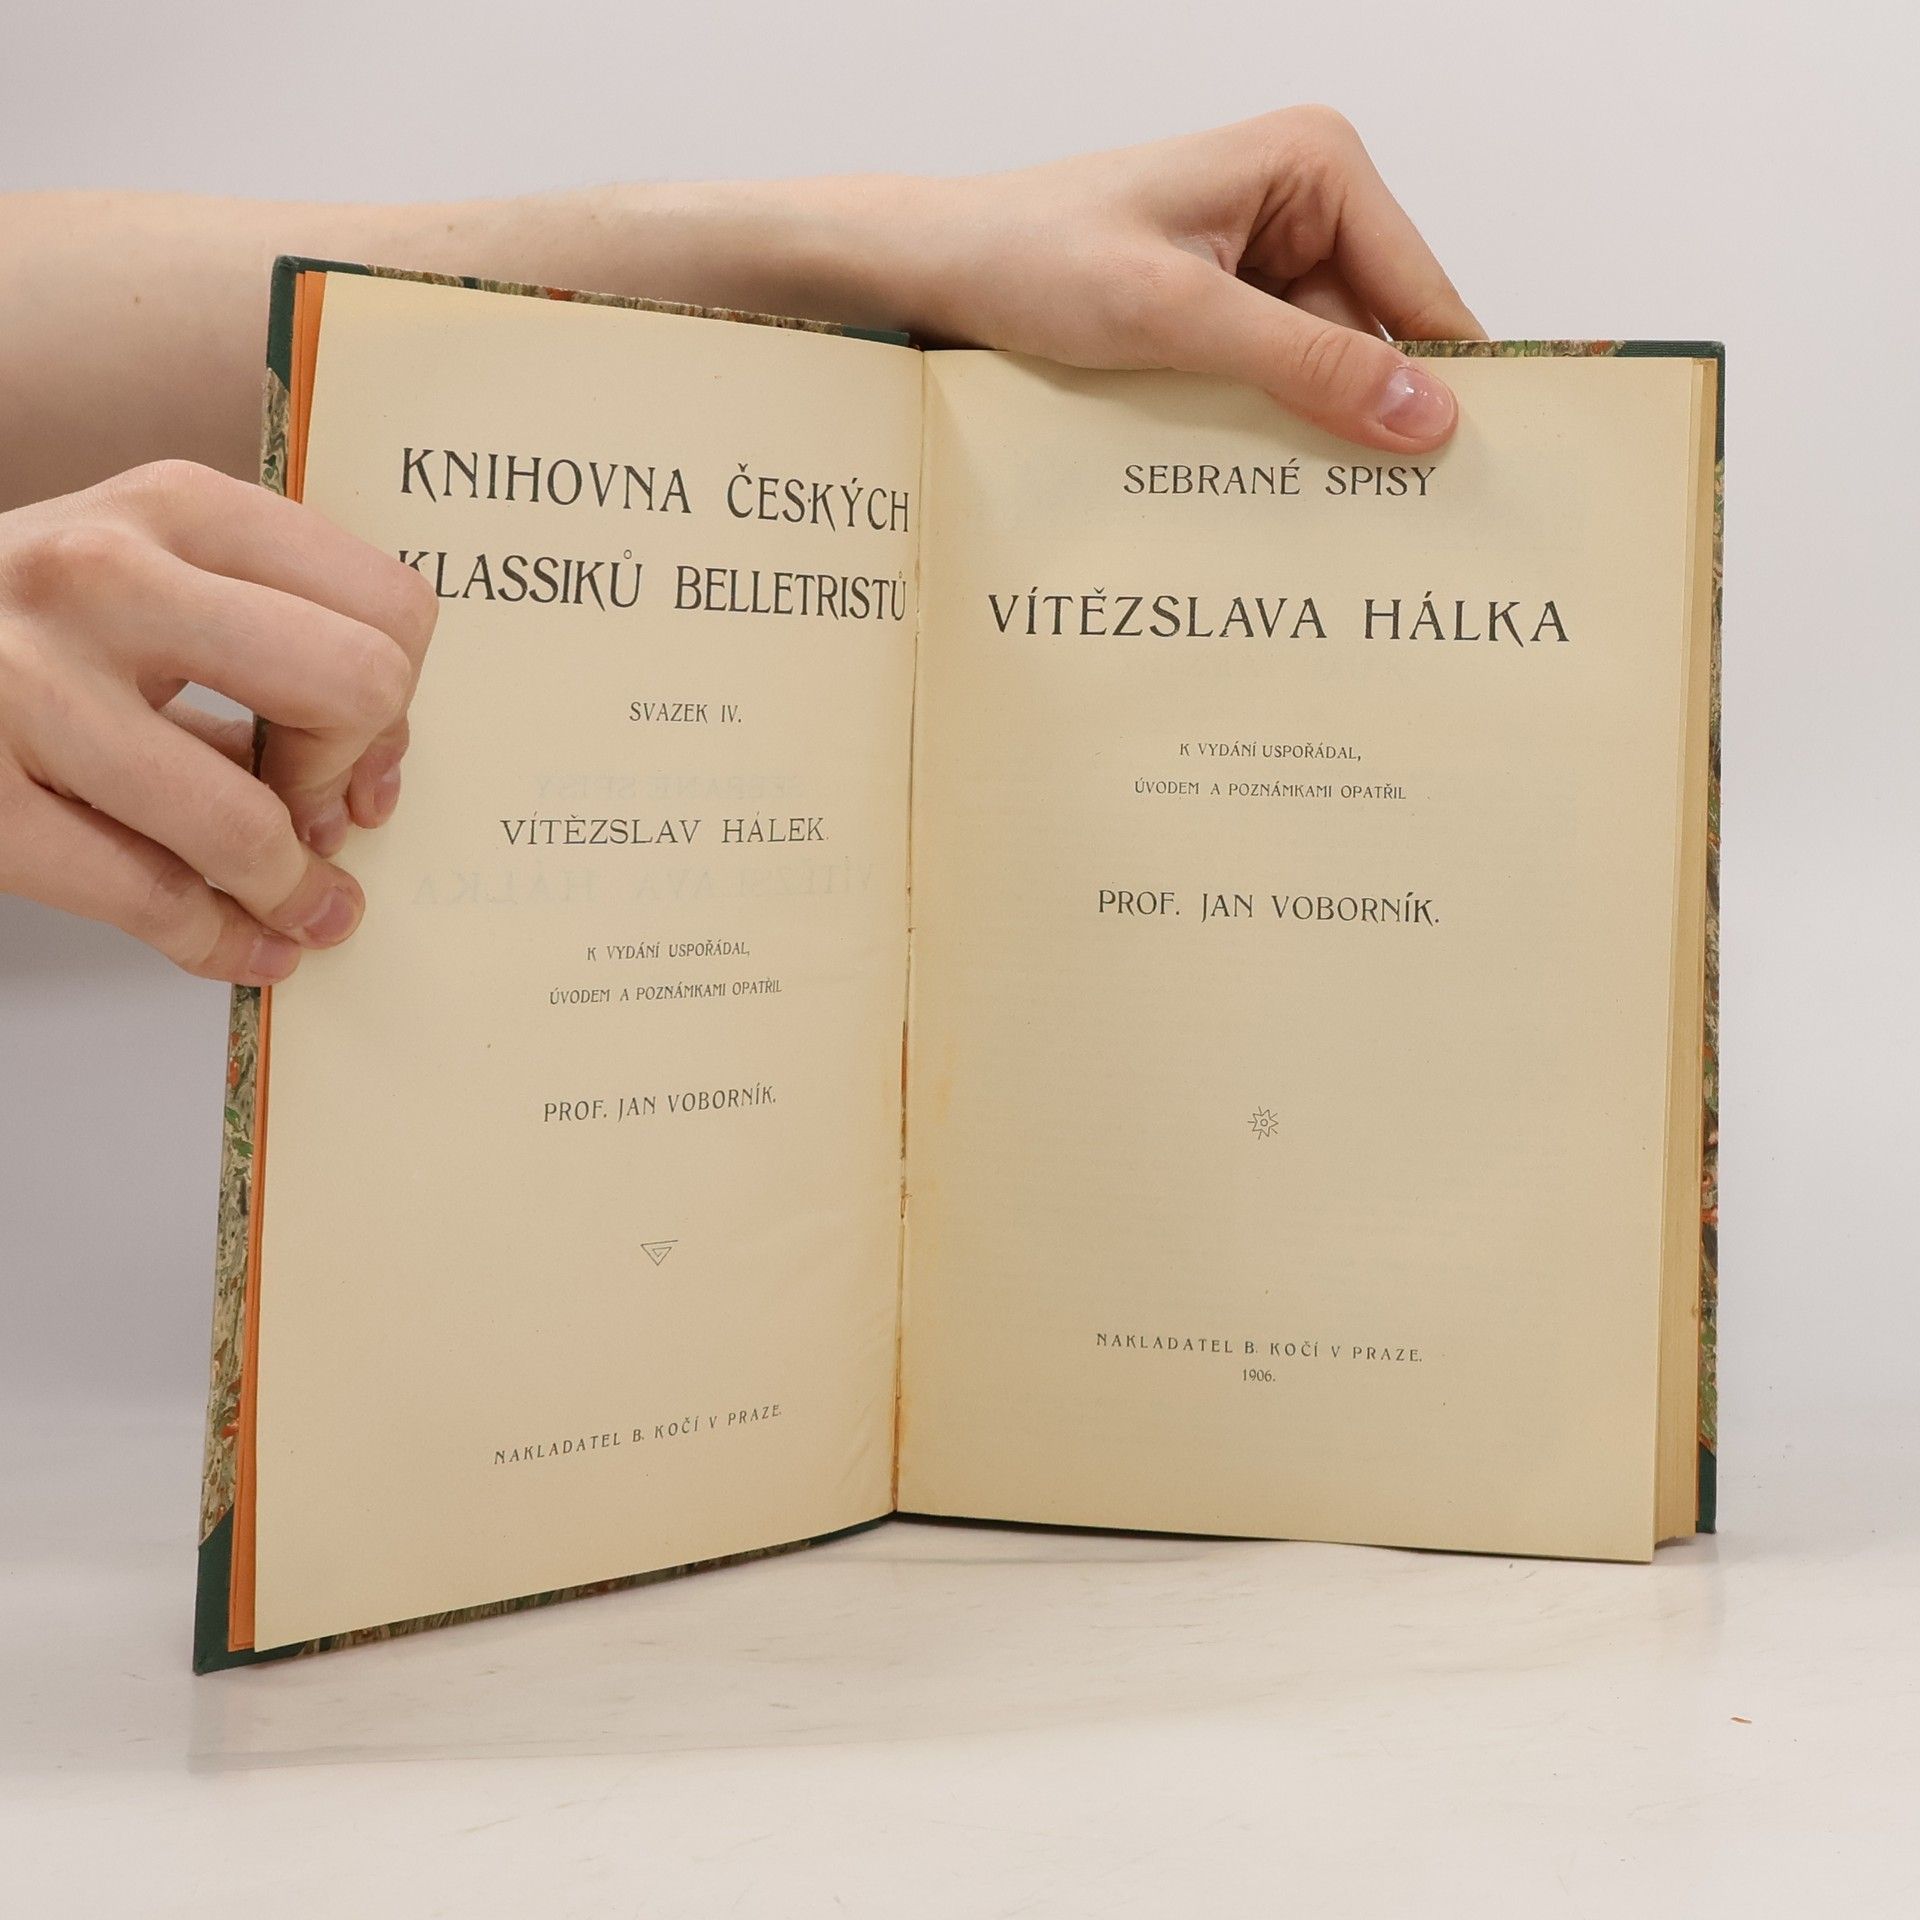 KNIHOVNA ČESKÝCH
KLASSIKŮ BELLETRISTŮ
SVAZEK IV.
VÍTĚZSLAV HÁLEK.
K VYDÁNÍ USPOŘÁDAL,
ÚVODEM A POZNÁMKAMI OPATŘIL
PROF. JAN VOBORNÍK.
NAKLADATEL B. KOČÍ V PRAZE.
SEBRANÉ SPISY
VÍTĚZSLAVA HÁLKA
K VYDÁNÍ USPOŘÁDAL,
ÚVODEM A POZNÁMKAMI OPATŘIL
PROF. JAN VOBORNÍK.
NAKLADATEL B. KOČÍ V PRAZE.
1906.